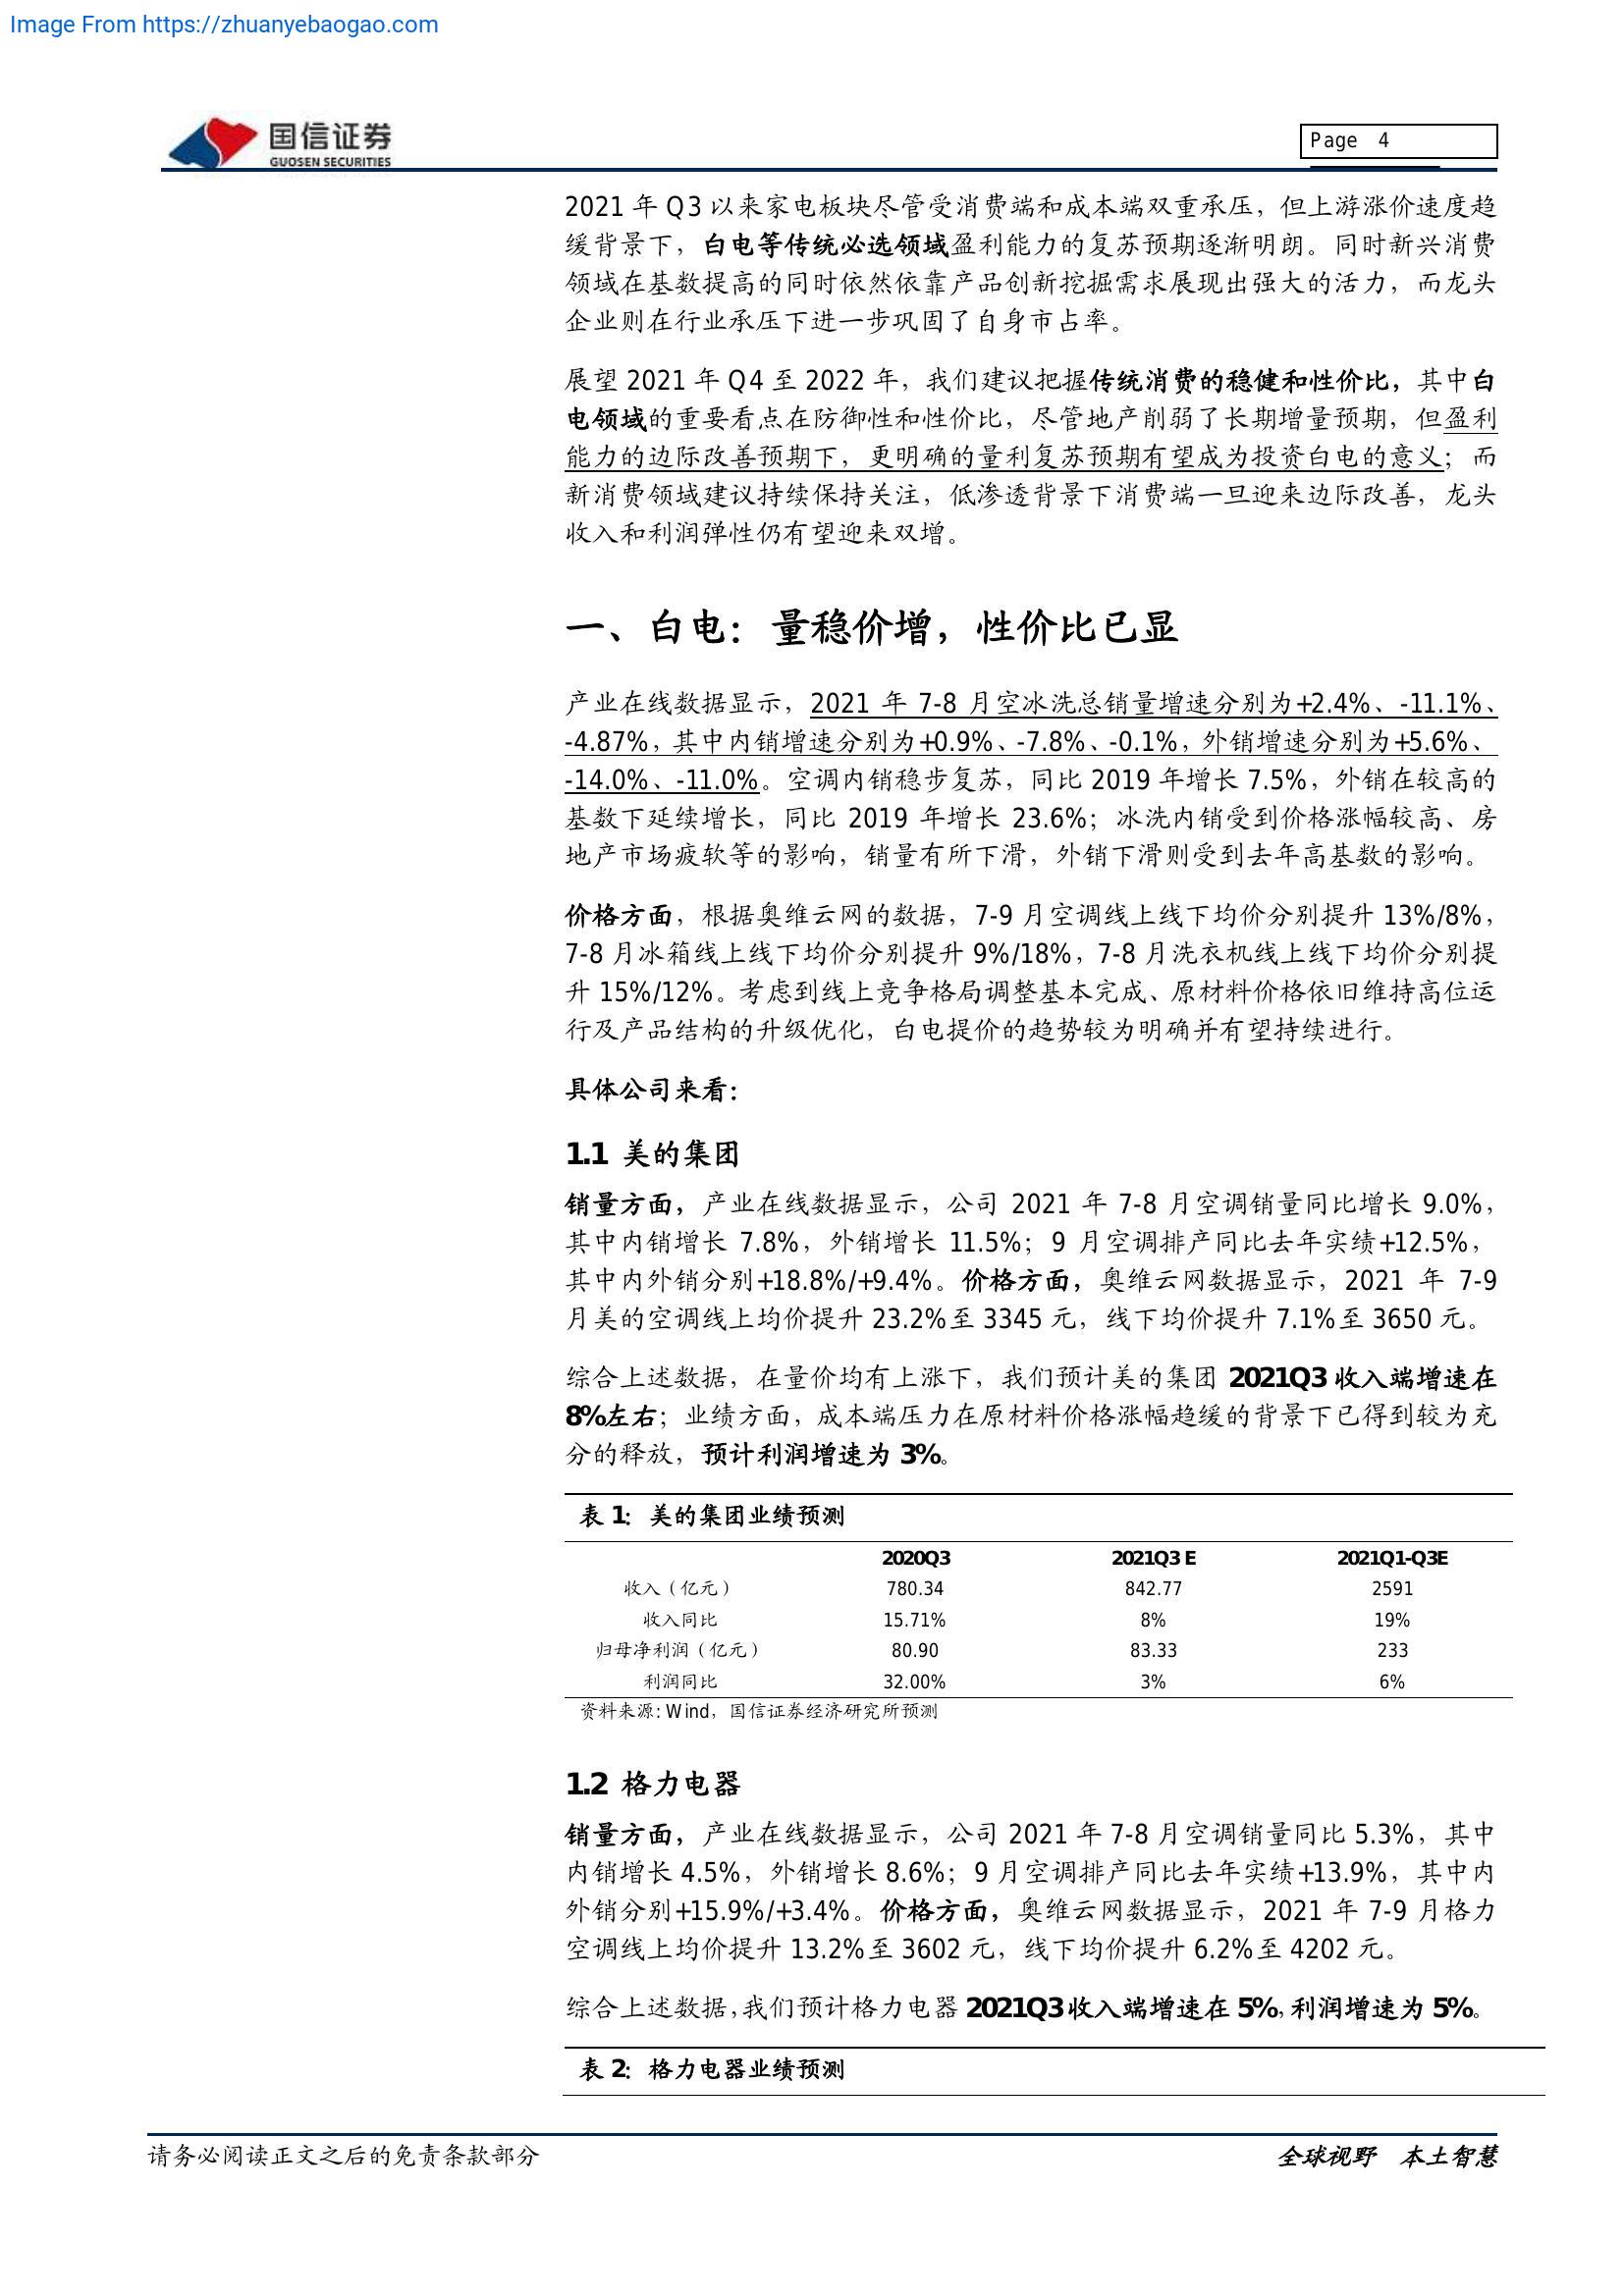 Image From https://zhuanyebaogao.com
国信证券
GUOSEN SECURITIES
Page 4
2021 年 Q3 以来家电板块尽管受消费端和成本端双重承压，但上游涨价速度趋
缓背景下，白电等传统必选领域盈利能力的复苏预期逐渐明朗。同时新兴消费
领域在基数提高的同时依然依靠产品创新挖掘需求展现出强大的活力，而龙头
企业则在行业承压下进一步巩固了自身市占率。
展望 2021 年 Q4 至 2022 年，我们建议把握传统消费的稳健和性价比，其中白
电领域的重要看点在防御性和性价比，尽管地产削弱了长期增量预期，但盈利
能力的边际改善预期下，更明确的量利复苏预期有望成为投资白电的意义；而
新消费领域建议持续保持关注，低渗透背景下消费端一旦迎来边际改善，龙头
收入和利润弹性仍有望迎来双增。
一、白电：量稳价增，性价比已显
产业在线数据显示，2021 年 7-8 月空冰洗总销量增速分别为+2.4%、-11.1%、
-4.87%，其中内销增速分别为+0.9%、-7.8%、-0.1%，外销增速分别为+5.6%、
-14.0%、-11.0%。空调内销稳步复苏，同比 2019 年增长 7.5%，外销在较高的
基数下延续增长，同比 2019 年增长 23.6%；冰洗内销受到价格涨幅较高、房
地产市场疲软等的影响，销量有所下滑，外销下滑则受到去年高基数的影响。
价格方面，根据奥维云网的数据，7-9 月空调线上线下均价分别提升 13%/8%，
7-8 月冰箱线上线下均价分别提升 9%/18%，7-8 月洗衣机线上线下均价分别提
升 15%/12%。考虑到线上竞争格局调整基本完成、原材料价格依旧维持高位运
行及产品结构的升级优化，白电提价的趋势较为明确并有望持续进行。
具体公司来看：
1.1 美的集团
销量方面，产业在线数据显示，公司 2021 年 7-8 月空调销量同比增长 9.0%，
其中内销增长 7.8%，外销增长 11.5%；9 月空调排产同比去年实绩+12.5%，
其中内外销分别+18.8%/+9.4%。价格方面，奥维云网数据显示，2021 年 7-9
月美的空调线上均价提升 23.2%至 3345 元，线下均价提升 7.1%至 3650 元。
综合上述数据，在量价均有上涨下，我们预计美的集团 2021Q3 收入端增速在
8%左右；业绩方面，成本端压力在原材料价格涨幅趋缓的背景下已得到较为充
分的释放，预计利润增速为 3%。
表 1：美的集团业绩预测
2020Q3 2021Q3 E 2021Q1-Q3E
收入（亿元） 780.34 842.77 2591
收入同比 15.71% 8% 19%
归母净利润（亿元） 80.90 83.33 233
利润同比 32.00% 3% 6%
资料来源: Wind，国信证券经济研究所预测
1.2 格力电器
销量方面，产业在线数据显示，公司 2021 年 7-8 月空调销量同比 5.3%，其中
内销增长 4.5%，外销增长 8.6%；9 月空调排产同比去年实绩+13.9%，其中内
外销分别+15.9%/+3.4%。价格方面，奥维云网数据显示，2021 年 7-9 月格力
空调线上均价提升 13.2%至 3602 元，线下均价提升 6.2%至 4202 元。
综合上述数据，我们预计格力电器 2021Q3 收入端增速在 5%，利润增速为 5%。
表 2：格力电器业绩预测
请务必阅读正文之后的免责条款部分
全球视野 本土智慧